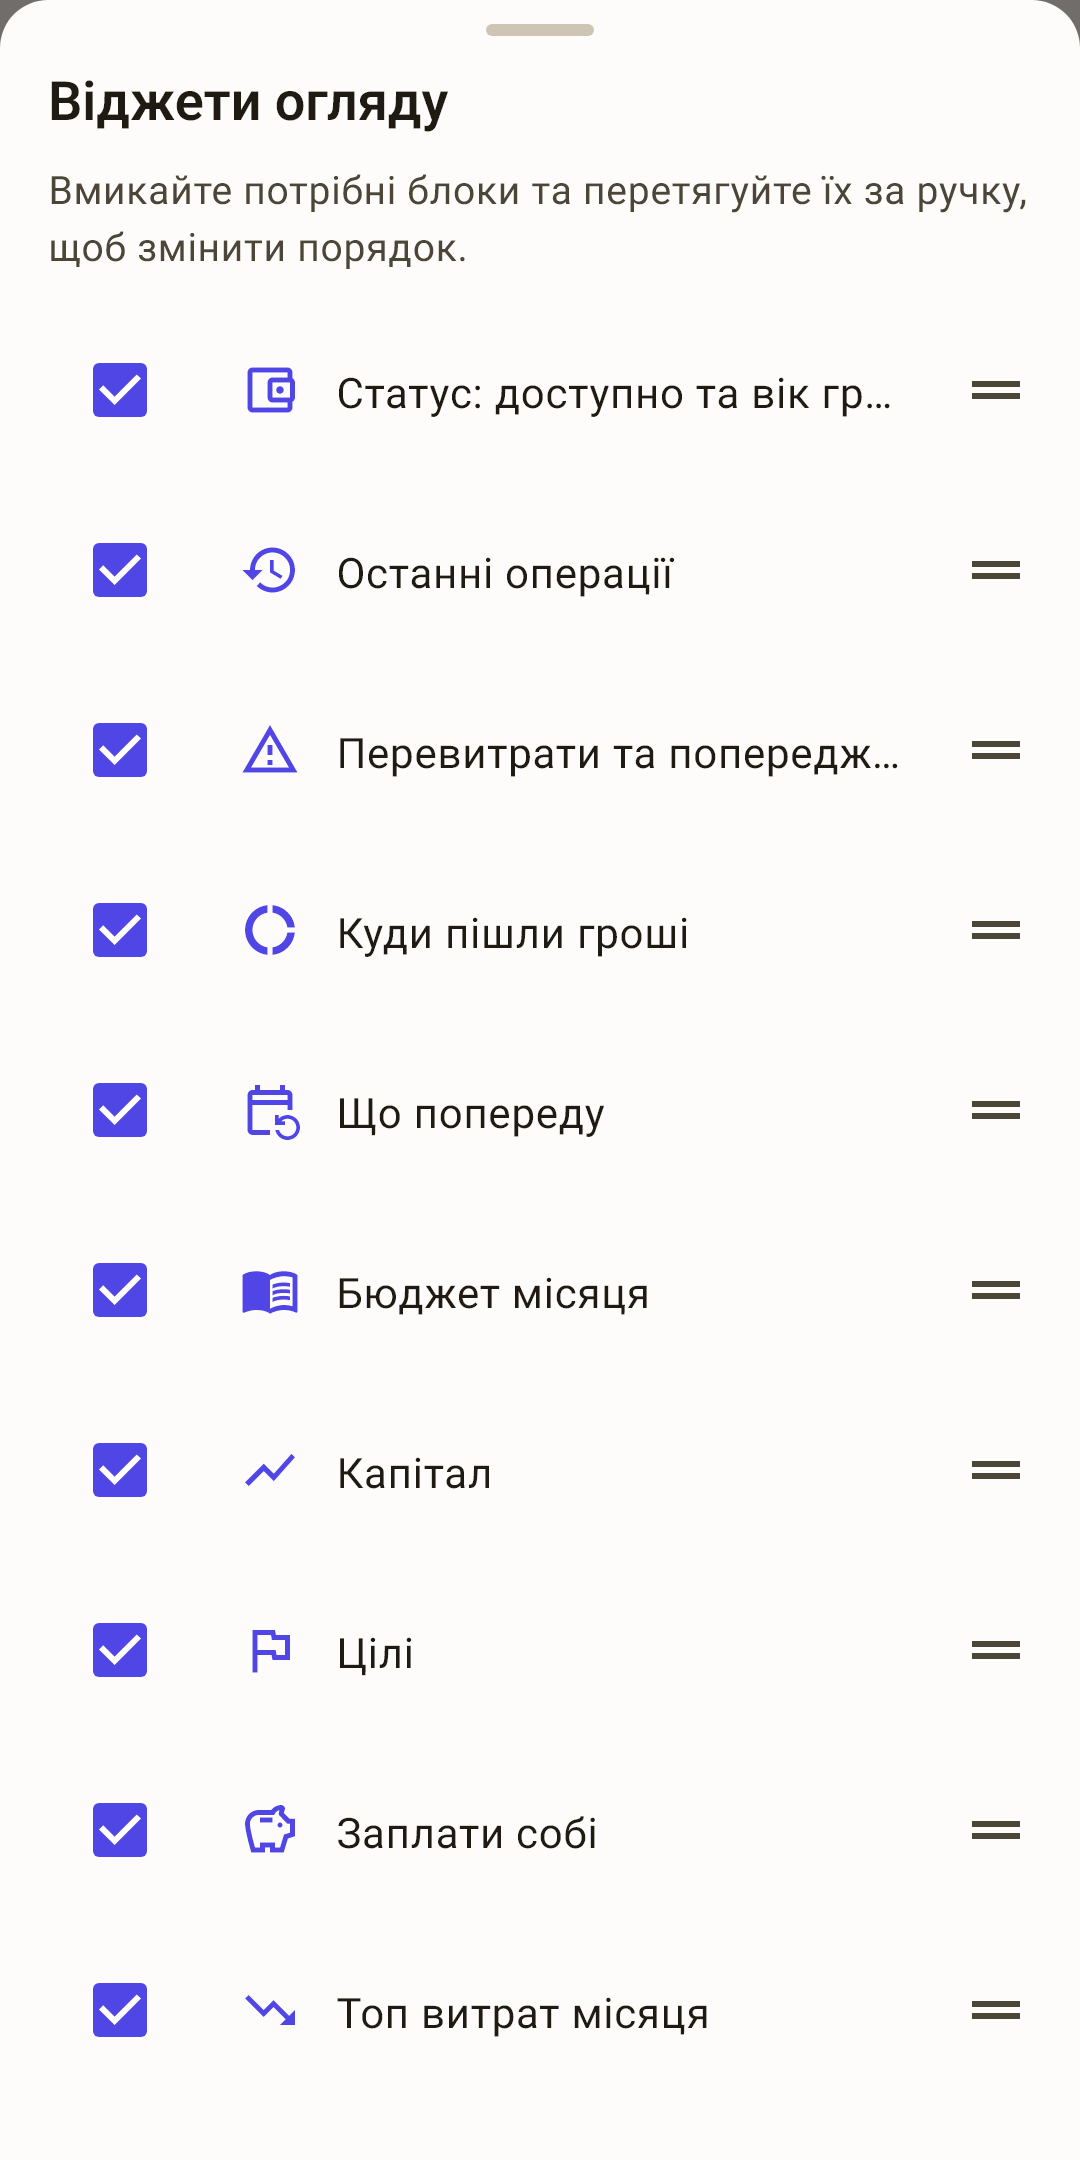 Віджети огляду
Вмикайте потрібні блоки та перетягуйте їх за ручку,
щоб змінити порядок.
Статус: доступно та вік гр...
Останні операції
Перевитрати та попередж...
Куди пішли гроші
Що попереду
Бюджет місяця
Капітал
Цілі
Заплати собі
Топ витрат місяця